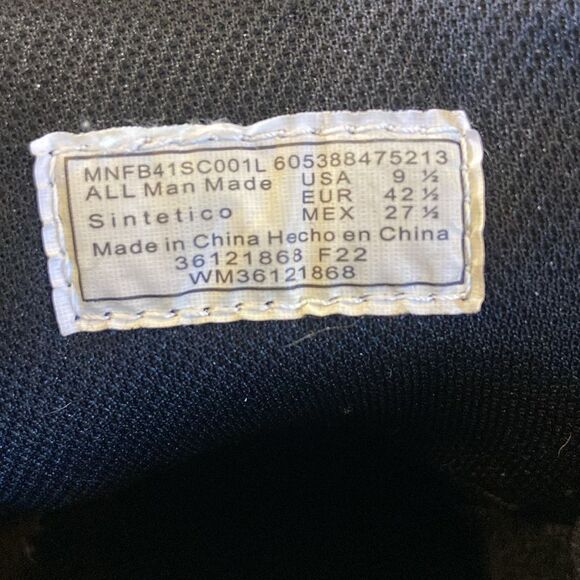 MNFB41SC001L 605388475213
ALL Man Made USA 9 ½
EUR 42 ½
Sintetico MEX 27 ½
Made in China Hecho en China
36121868 F22
WM36121868